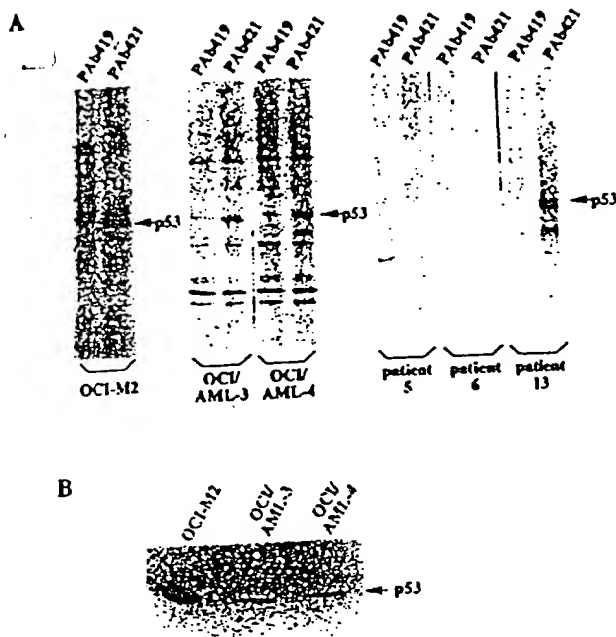 A
PAb419 PAb421 PAb419 PAb421 PAb419 PAb421 PAb419 PAb421 PAb419 PAb421 PAb419 PAb421
p53 p53 p53
OCI-M2 OCI/ AML-3 OCI/ AML-4 patient 5 patient 6 patient 13
B
OCI-M2 OCI/ AML-3 OCI/ AML-4
p53